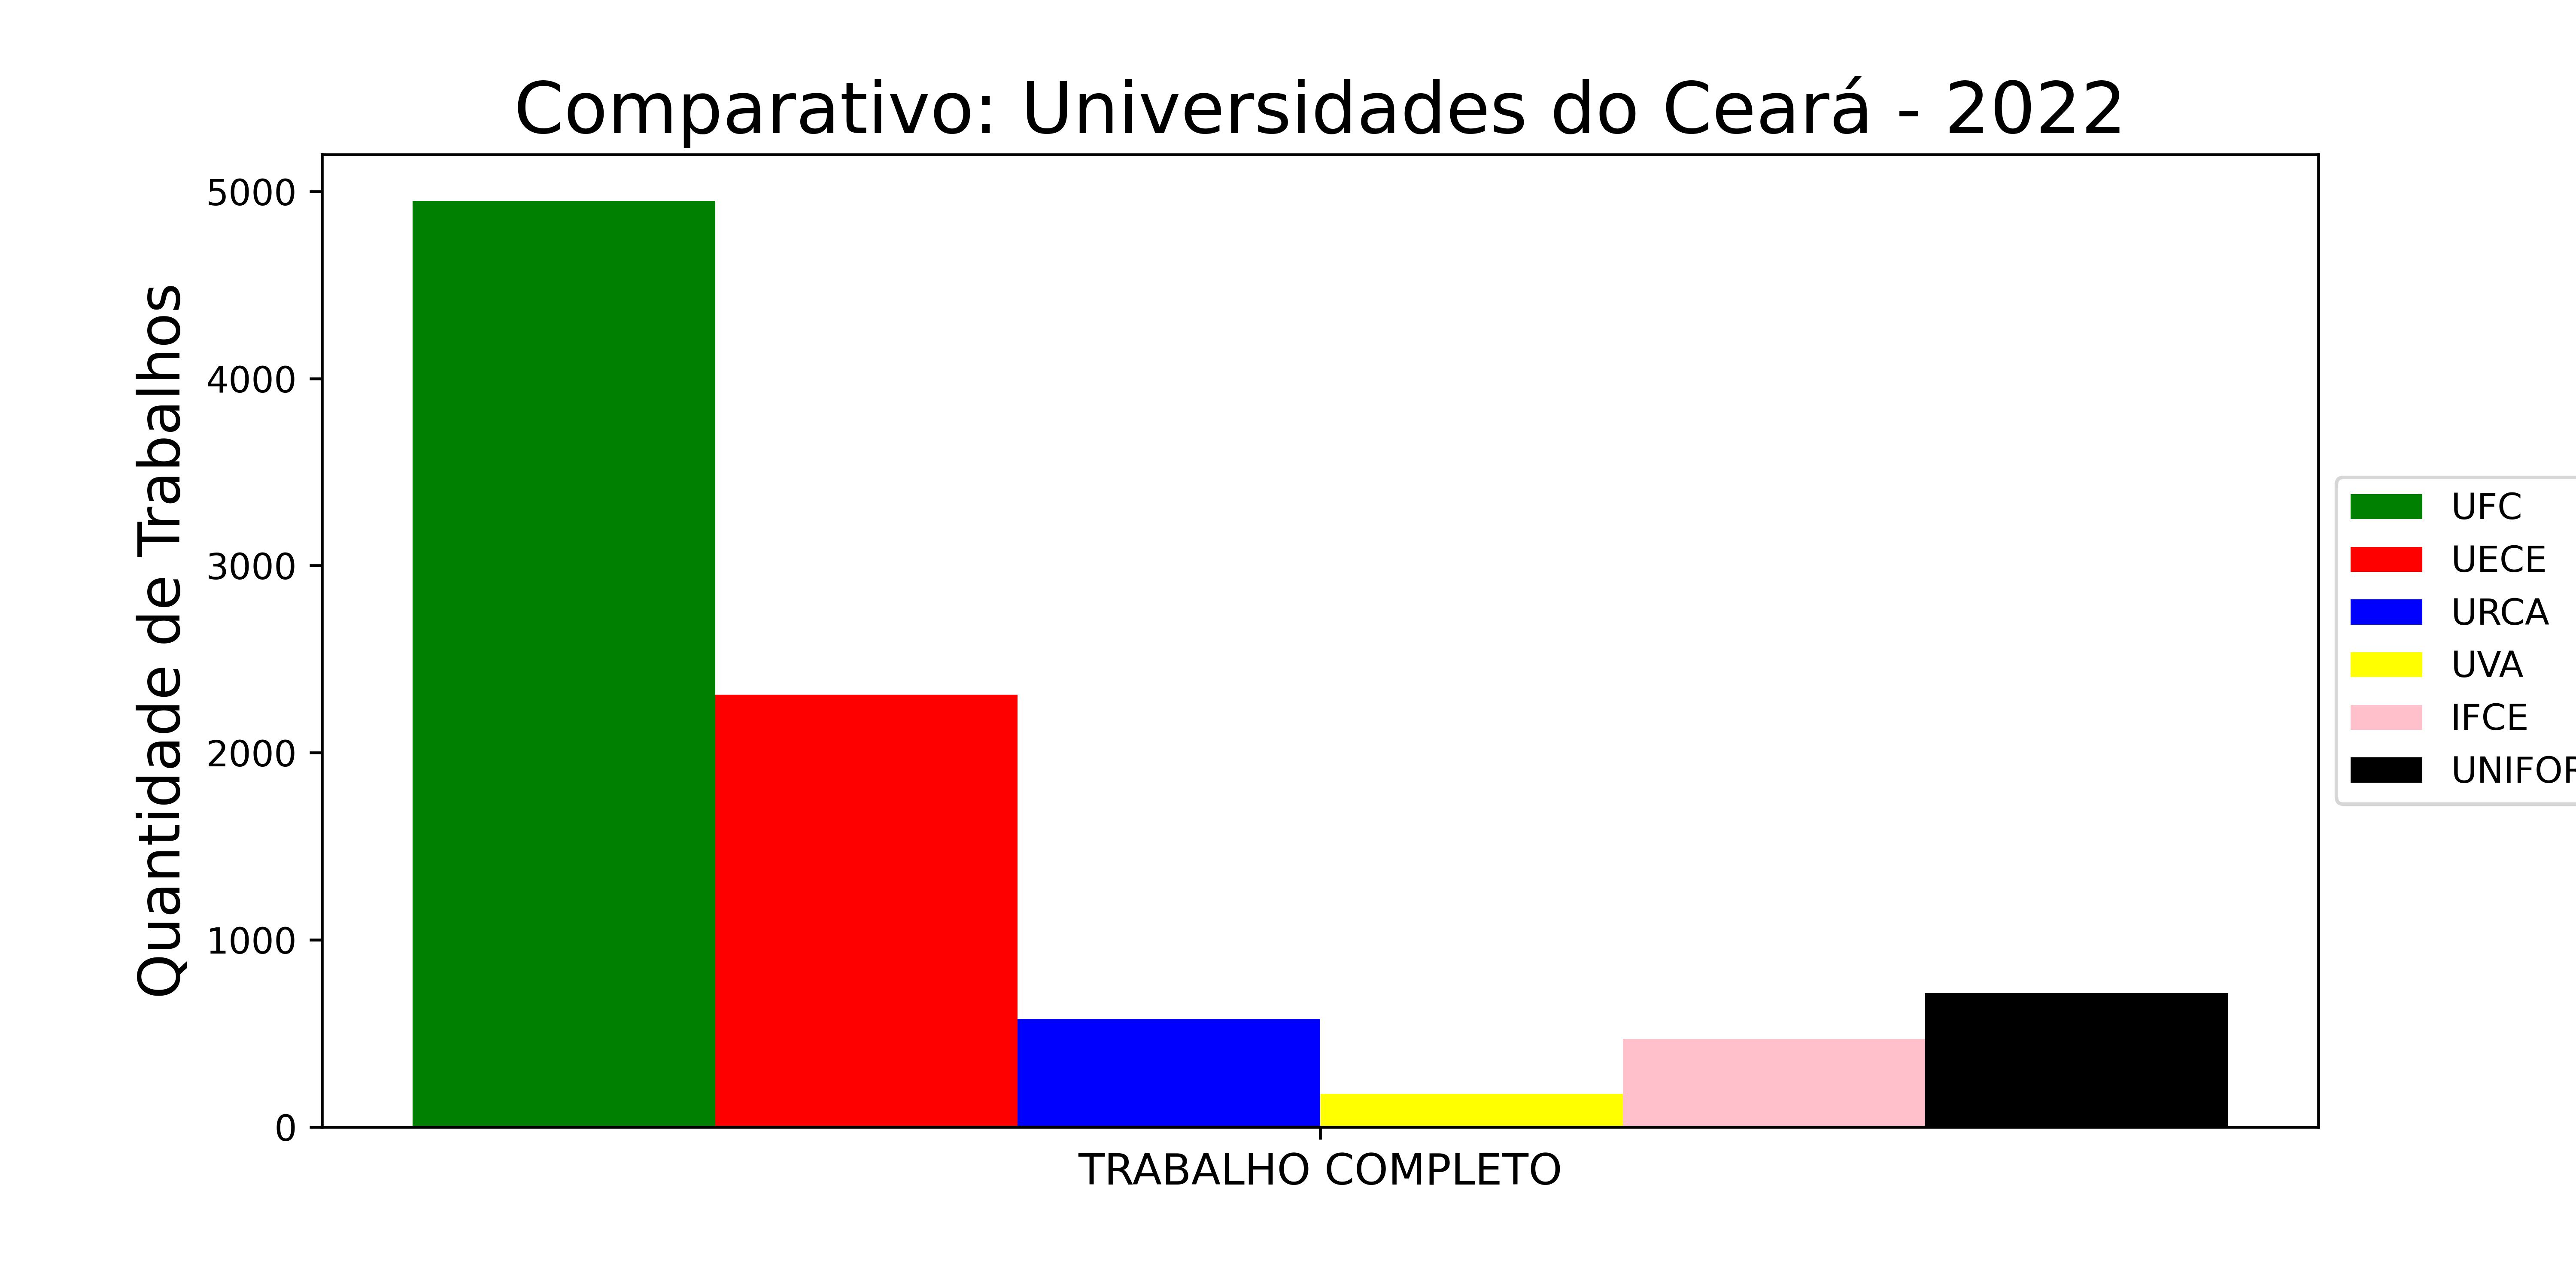 Comparativo: Universidades do Ceará - 2022
Quantidade de Trabalhos
5000
4000
3000
2000
1000
0
TRABALHO COMPLETO
UFC
UECE
URCA
UVA
IFCE